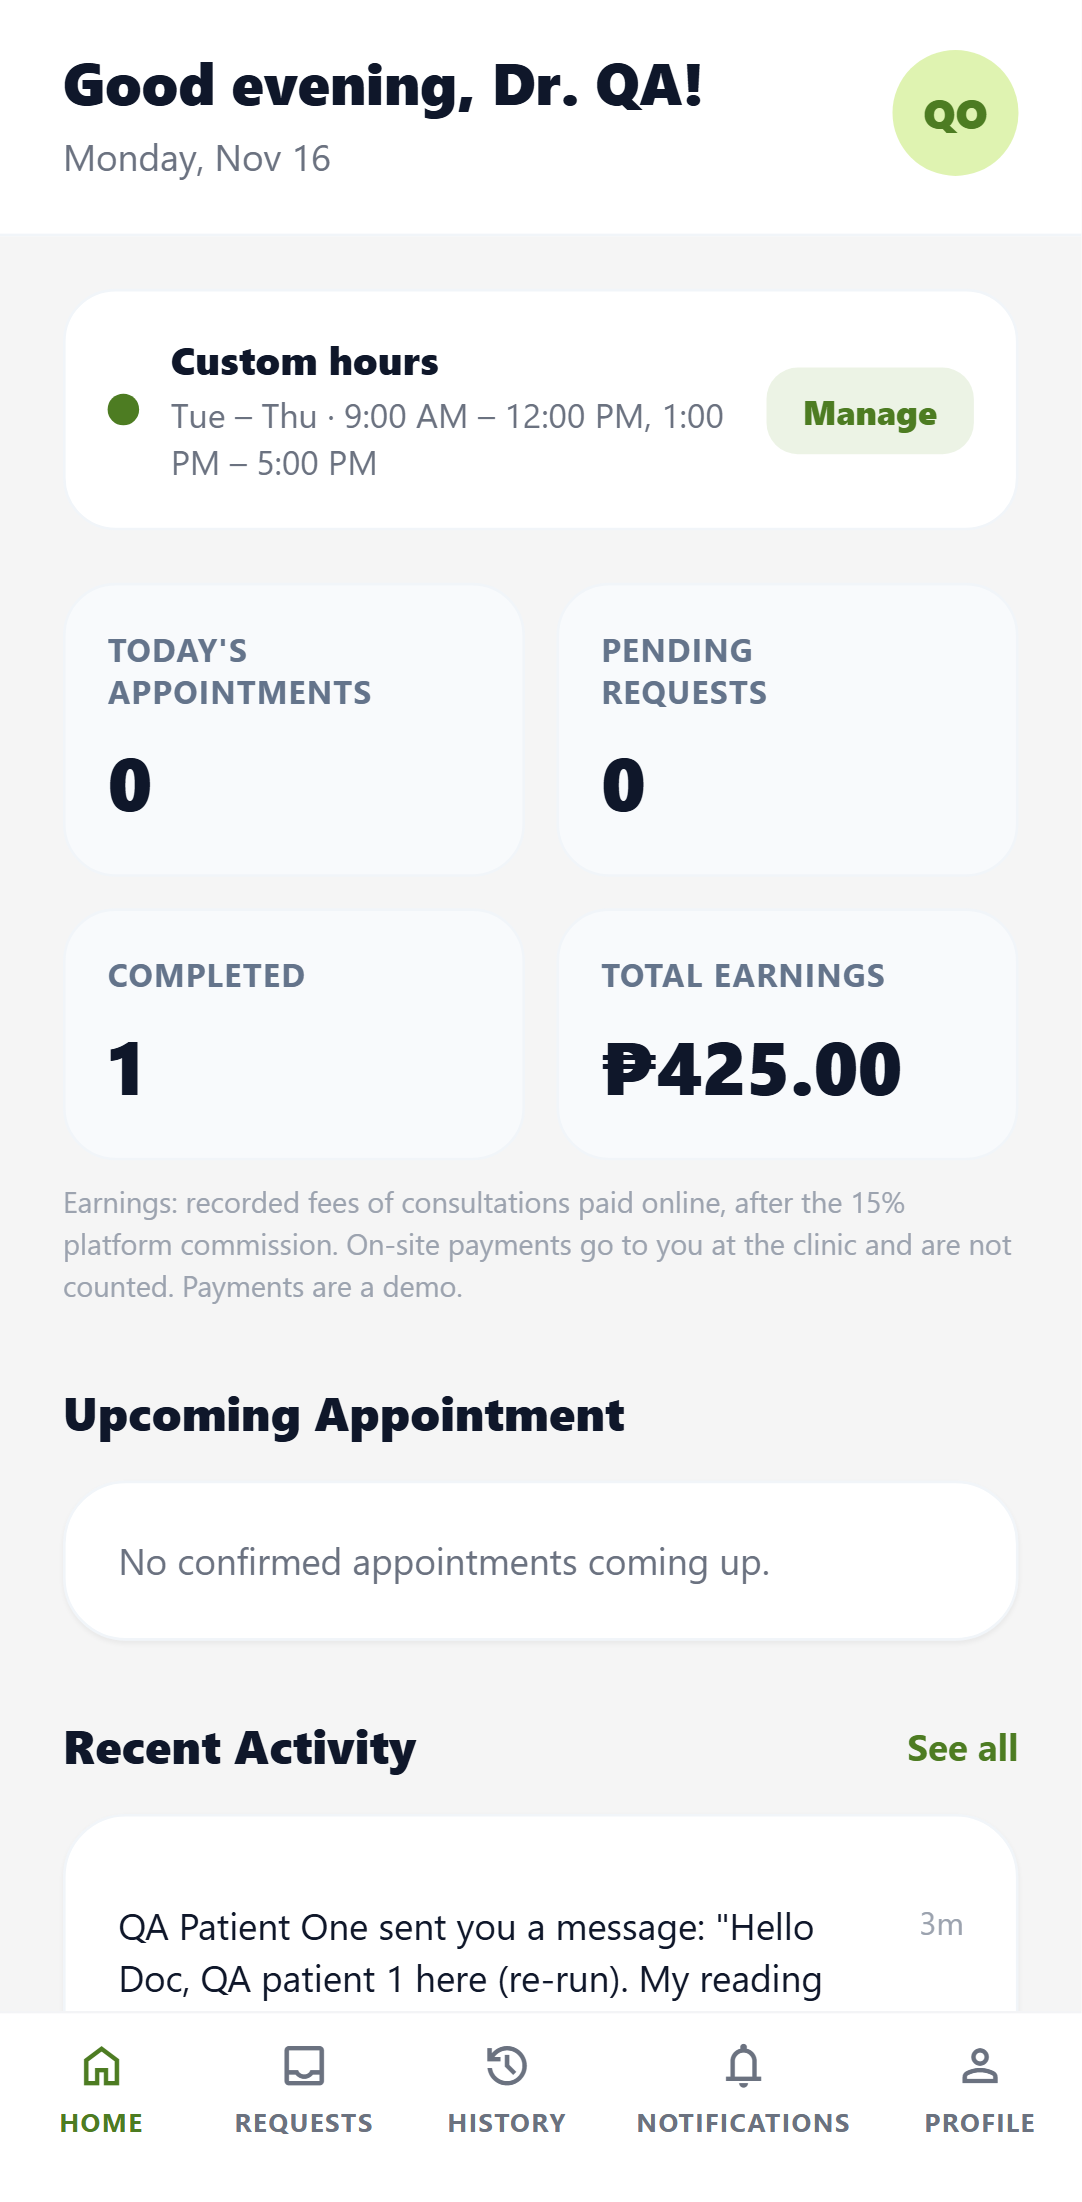 Good evening, Dr. QA!
Monday, Nov 16
QO
Custom hours
Tue – Thu · 9:00 AM – 12:00 PM, 1:00
PM – 5:00 PM
Manage
TODAY'S
APPOINTMENTS
0
PENDING
REQUESTS
0
COMPLETED
1
TOTAL EARNINGS
₱425.00
Earnings: recorded fees of consultations paid online, after the 15%
platform commission. On-site payments go to you at the clinic and are not
counted. Payments are a demo.
Upcoming Appointment
No confirmed appointments coming up.
Recent Activity
See all
QA Patient One sent you a message: "Hello
3m
Doc, QA patient 1 here (re-run). My reading
HOME
REQUESTS
HISTORY
NOTIFICATIONS
PROFILE